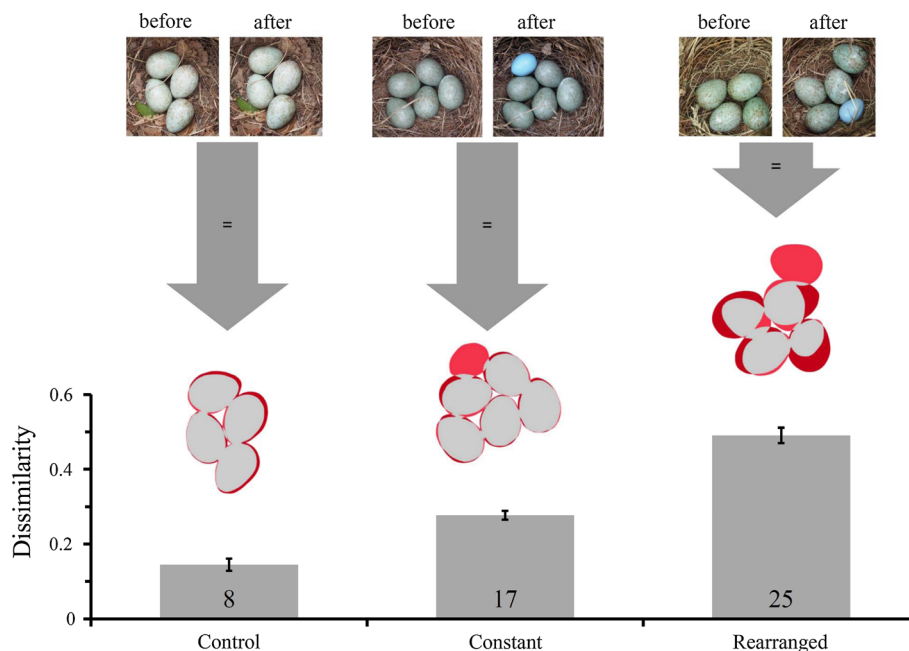 before after before after before after
= = =
0.6
0.4
0.2
0
Dissimilarity
8 17 25
Control Constant Rearranged